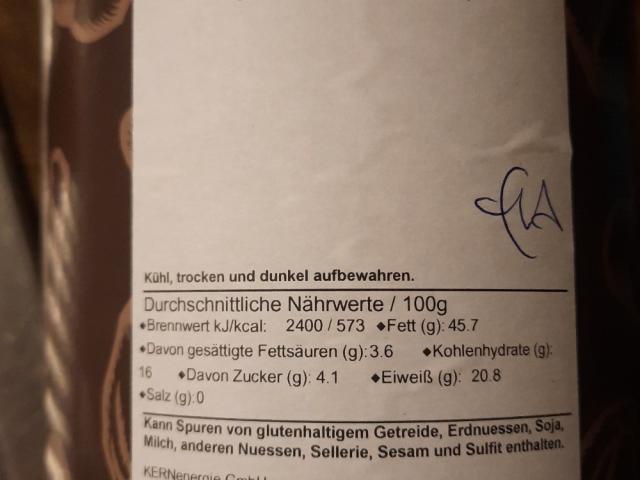 Kühl, trocken und dunkel aufbewahren.
Durchschnittliche Nährwerte / 100g
◆Brennwert kJ/kcal: 2400 / 573 ◆Fett (g): 45.7
◆Davon gesättigte Fettsäuren (g): 3.6 ◆Kohlenhydrate (g):
16 ◆Davon Zucker (g): 4.1 ◆Eiweiß (g): 20.8
◆Salz (g): 0
Kann Spuren von glutenhaltigem Getreide, Erdnuessen, Soja,
Milch, anderen Nuessen, Sellerie, Sesam und Sulfit enthalten.
KERNenergie GmbH